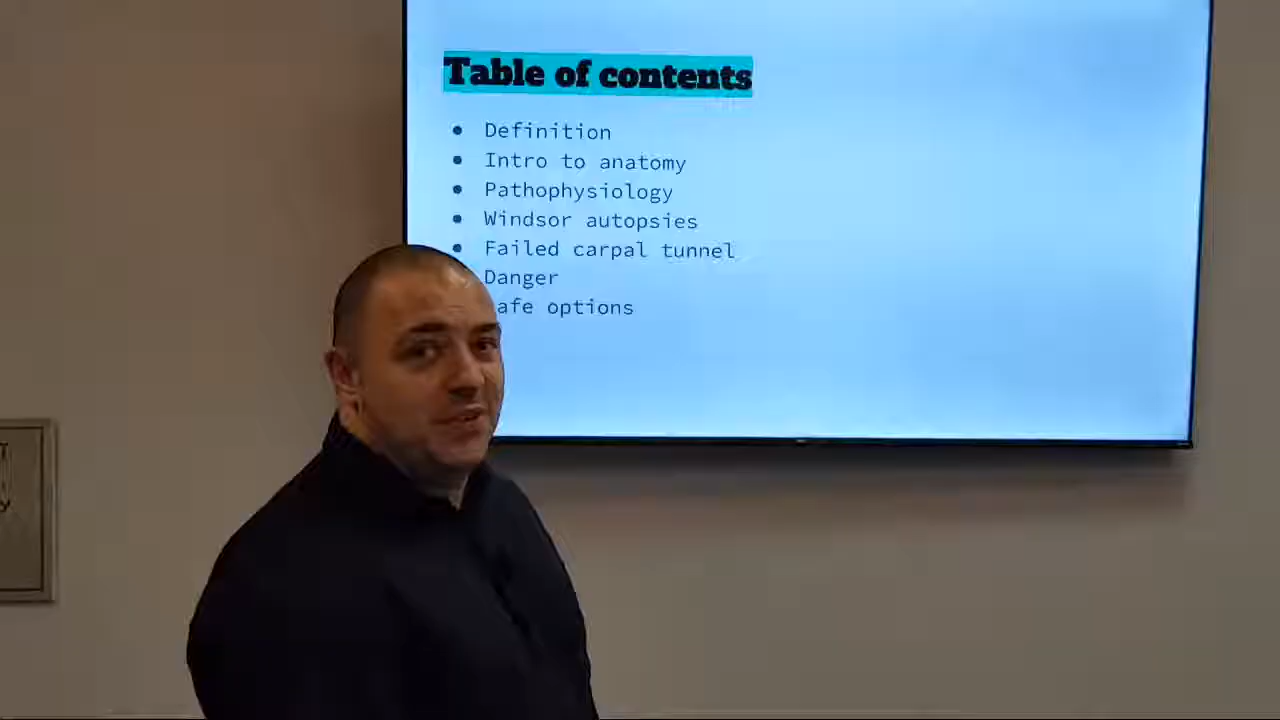 Table of contents
Definition
Intro to anatomy
Pathophysiology
Windsor autopsies
Failed carpal tunnel
Danger
afe options